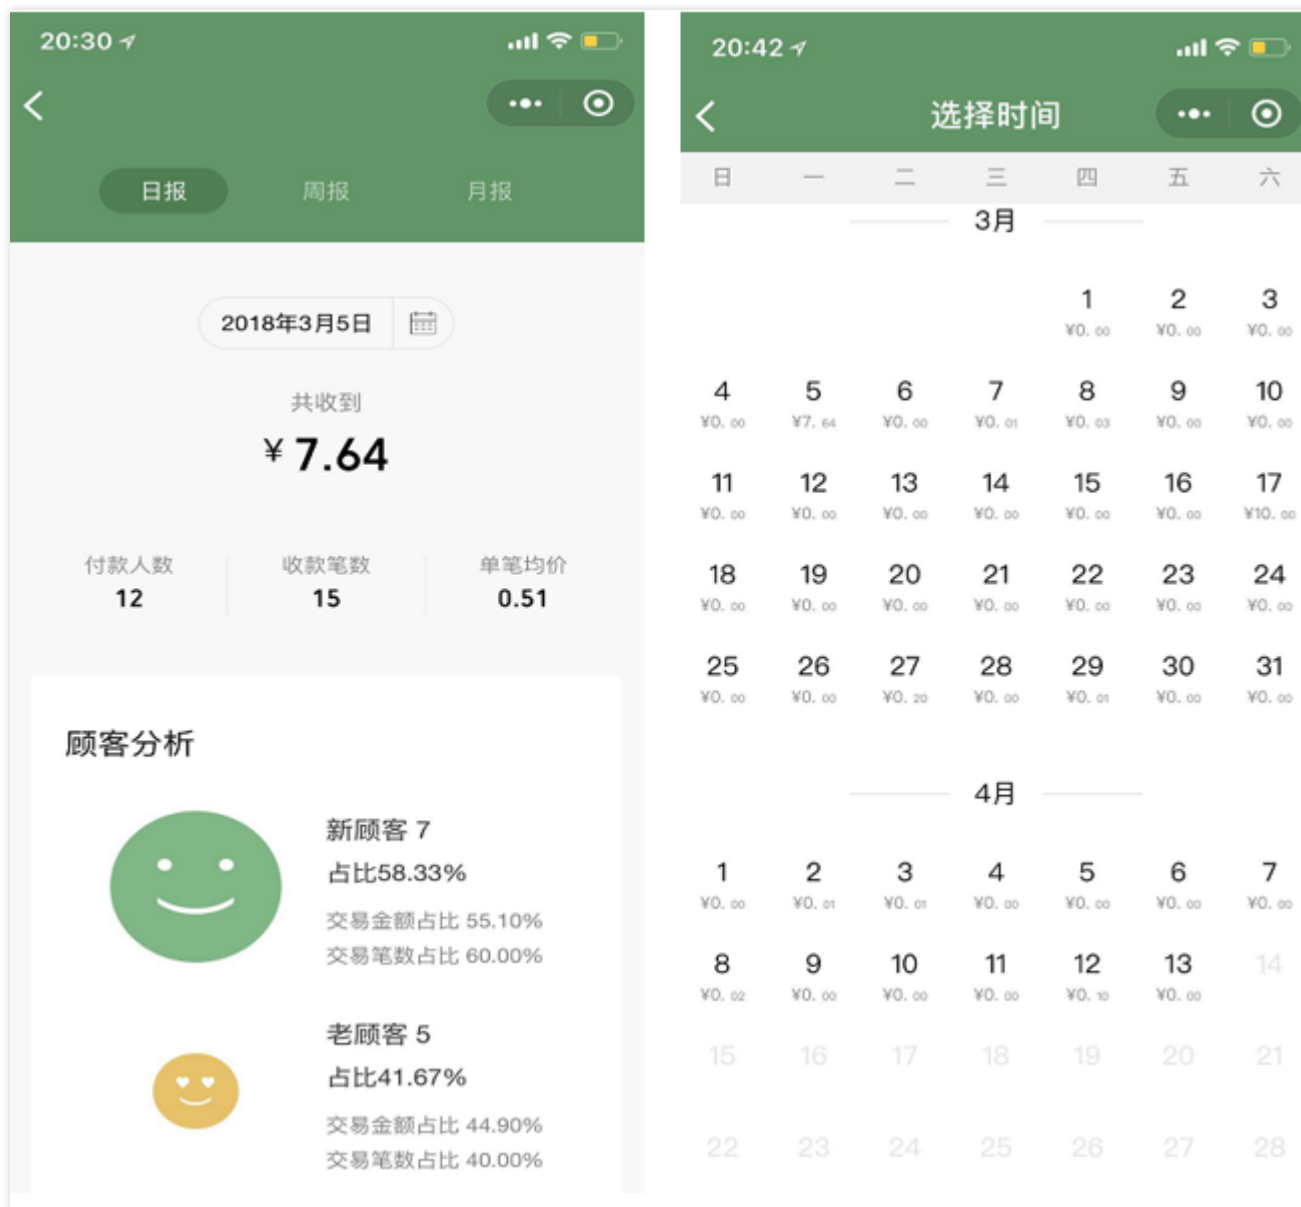 20:30
日报 周报 月报
2018年3月5日
共收到
¥ 7.64
付款人数 收款笔数 单笔均价
12 15 0.51
顾客分析
新顾客 7
占比58.33%
交易金额占比 55.10%
交易笔数占比 60.00%
老顾客 5
占比41.67%
交易金额占比 44.90%
交易笔数占比 40.00%
20:42
选择时间
日 一 二 三 四 五 六
3月
1 2 3
¥0.00 ¥0.00 ¥0.00
4 5 6 7 8 9 10
¥0.00 ¥7.64 ¥0.00 ¥0.01 ¥0.03 ¥0.00 ¥0.00
11 12 13 14 15 16 17
¥0.00 ¥0.00 ¥0.00 ¥0.00 ¥0.00 ¥0.00 ¥10.00
18 19 20 21 22 23 24
¥0.00 ¥0.00 ¥0.00 ¥0.00 ¥0.00 ¥0.00 ¥0.00
25 26 27 28 29 30 31
¥0.00 ¥0.00 ¥0.20 ¥0.00 ¥0.01 ¥0.00 ¥0.00
4月
1 2 3 4 5 6 7
¥0.00 ¥0.01 ¥0.01 ¥0.00 ¥0.00 ¥0.00 ¥0.00
8 9 10 11 12 13 14
¥0.02 ¥0.00 ¥0.00 ¥0.00 ¥0.10 ¥0.00
15 16 17 18 19 20 21
22 23 24 25 26 27 28